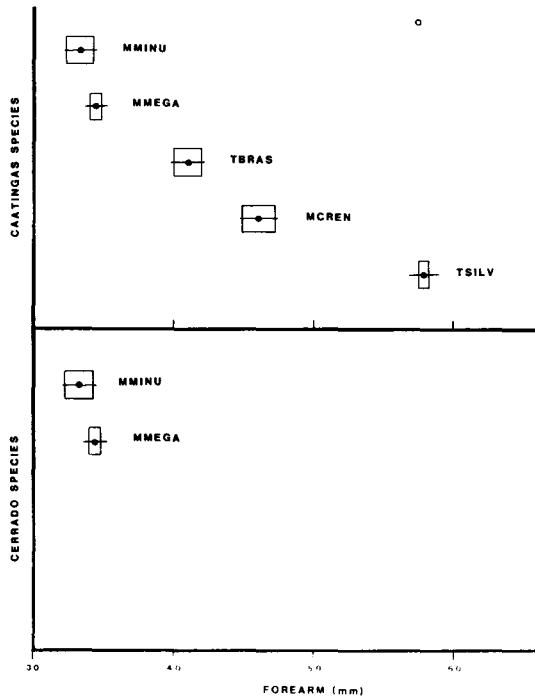 CAATINGAS SPECIES
MMINU
MMEGA
TBRAS
MCREN
TSILV
CERRADO SPECIES
MMINU
MMEGA
30 40 50 60
FOREARM (mm)